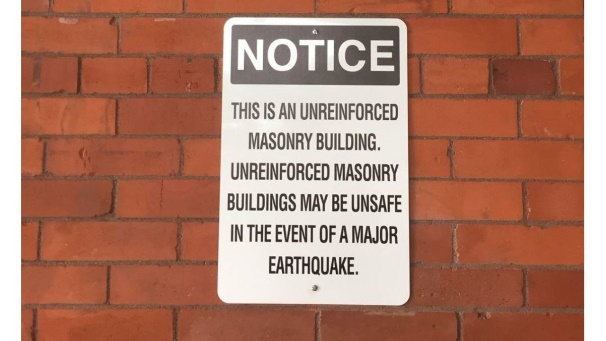 NOTICE
THIS IS AN UNREINFORCED
MASONRY BUILDING.
UNREINFORCED MASONRY
BUILDINGS MAY BE UNSAFE
IN THE EVENT OF A MAJOR
EARTHQUAKE.